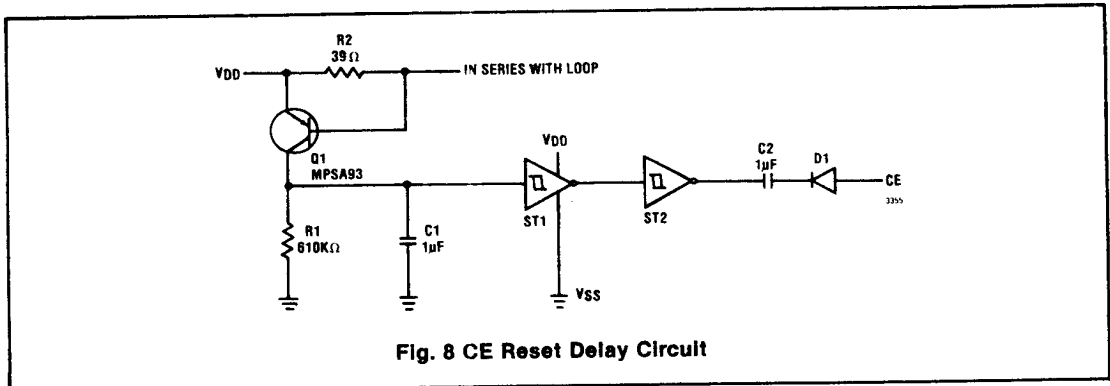 R2
39Ω
VDD
IN SERIES WITH LOOP
Q1
MPSA93
VDD
C2
1μF
D1
CE
3355
ST1
ST2
R1
610KΩ
C1
1μF
VSS
Fig. 8 CE Reset Delay Circuit